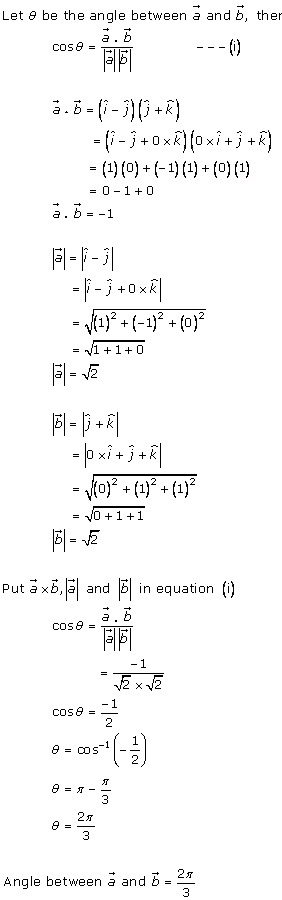 Let θ be the angle between a⃗ and b⃗, then
cosθ = a⃗ . b⃗ / |a⃗||b⃗| - - - (i)
a⃗ . b⃗ = (î − ĵ)(ĵ + k̂)
= (î − ĵ + 0 × k̂)(0 × î + ĵ + k̂)
= (1)(0) + (−1)(1) + (0)(1)
= 0 − 1 + 0
a⃗ . b⃗ = −1
|a⃗| = |î − ĵ|
= |î − ĵ + 0 × k̂|
= √((1)² + (−1)² + (0)²)
= √(1 + 1 + 0)
|a⃗| = √2
|b⃗| = |ĵ + k̂|
= |0 × î + ĵ + k̂|
= √((0)² + (1)² + (1)²)
= √(0 + 1 + 1)
|b⃗| = √2
Put a⃗ × b⃗, |a⃗| and |b⃗| in equation (i)
cosθ = a⃗ . b⃗ / |a⃗||b⃗|
= −1 / √2 × √2
cosθ = −1 / 2
θ = cos⁻¹(−1/2)
θ = π − π/3
θ = 2π/3
Angle between a⃗ and b⃗ = 2π/3